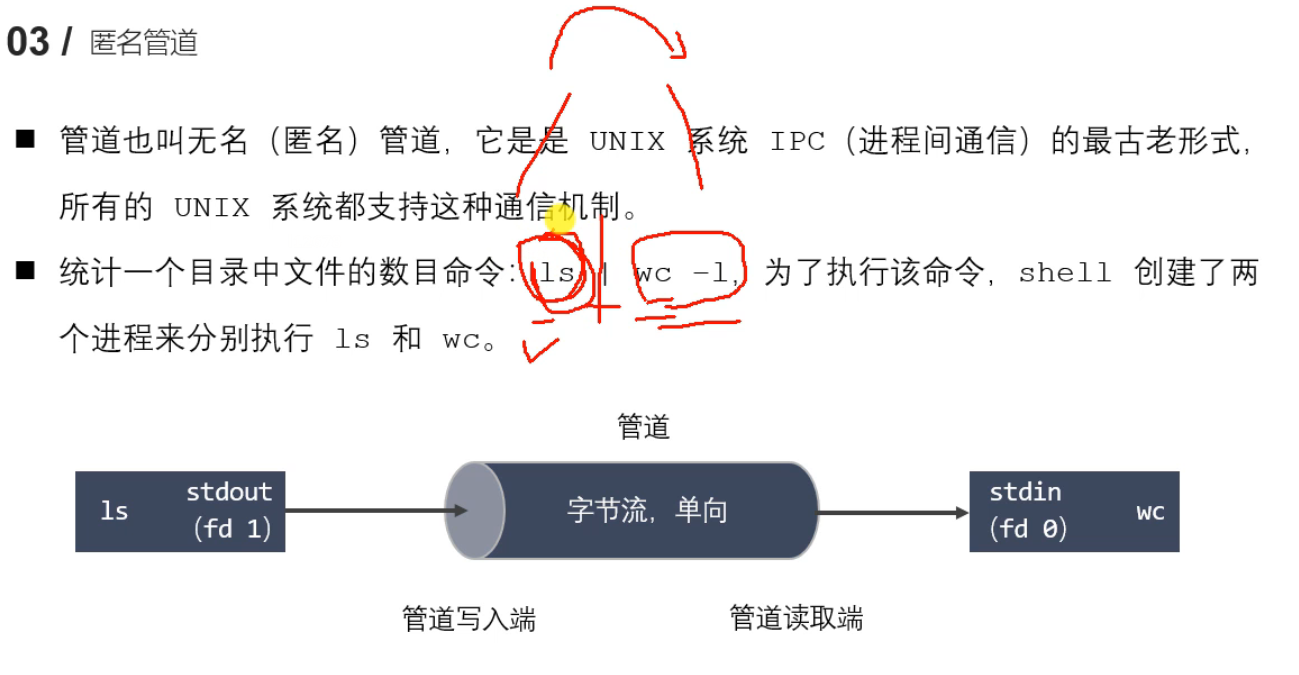 03 / 匿名管道
■ 管道也叫无名（匿名）管道，它是是 UNIX 系统 IPC（进程间通信）的最古老形式，
所有的 UNIX 系统都支持这种通信机制。
■ 统计一个目录中文件的数目命令：ls | wc –l，为了执行该命令，shell 创建了两
个进程来分别执行 ls 和 wc。
管道
ls stdout (fd 1)
字节流，单向
stdin (fd 0) wc
管道写入端
管道读取端